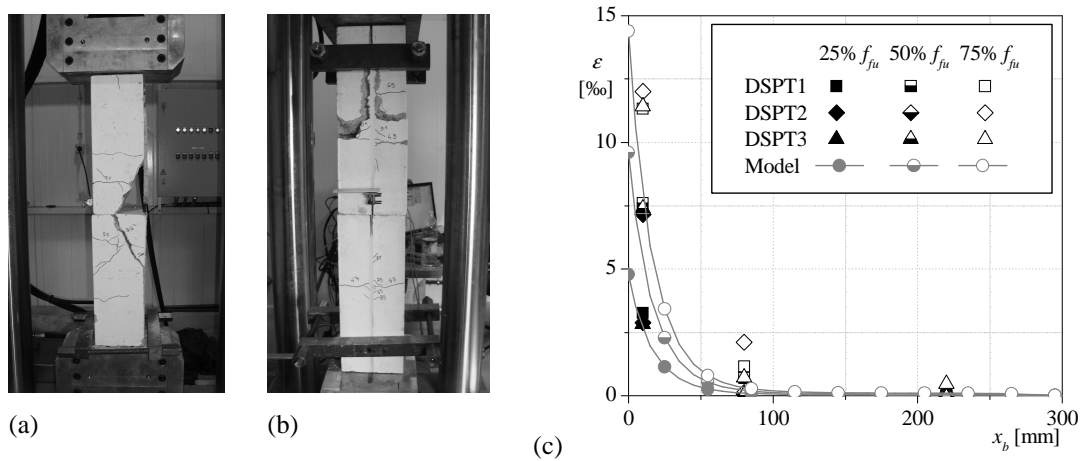 15
10
5
0
ε
[‰]
25% f_fu 50% f_fu 75% f_fu
DSPT1
DSPT2
DSPT3
Model
0 100 200 300
x_b [mm]
(a)
(b)
(c)